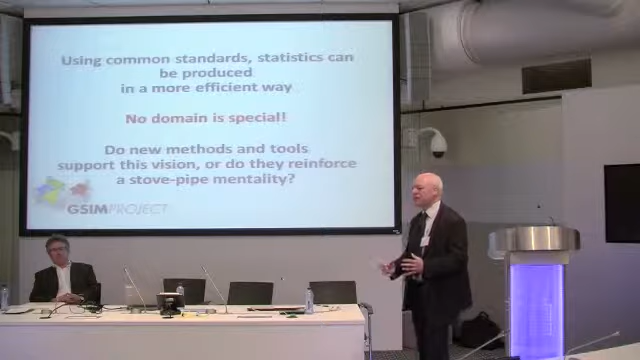 Using common standards, statistics can
be produced
in a more efficient way
No domain is special!
Do new methods and tools
support this vision, or do they reinforce
a stove-pipe mentality?
GSIMPROJECT